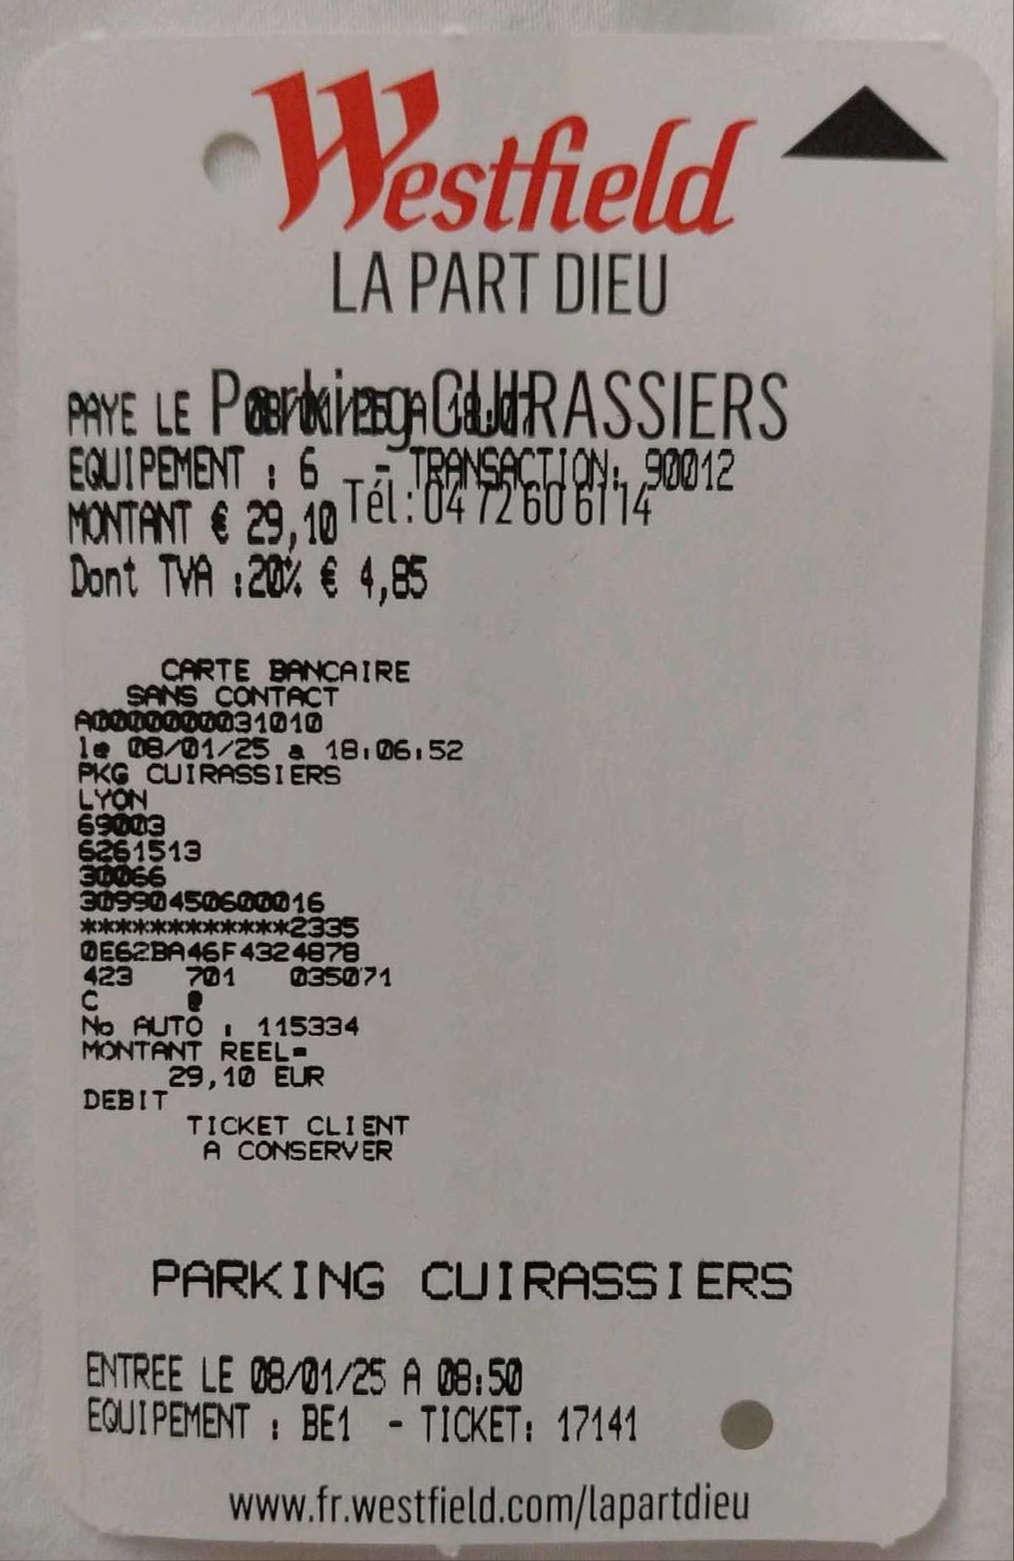 Westfield
LA PART DIEU
Parking CUIRASSIERS
PAYE LE 08/01/25 A 18:07
EQUIPEMENT : 6 - TRANSACTION: 90012
Tél : 04 72 60 61 14
MONTANT € 29,10
Dont TVA :20% € 4,85
CARTE BANCAIRE
SANS CONTACT
A0000000031010
le 08/01/25 a 18:06:52
PKG CUIRASSIERS
LYON
69003
6261513
30066
30990450600016
************2335
0E62BA46F4324878
423 701 035071
C @
No AUTO : 115334
MONTANT REEL=
29,10 EUR
DEBIT
TICKET CLIENT
A CONSERVER
PARKING CUIRASSIERS
ENTREE LE 08/01/25 A 08:50
EQUIPEMENT : BE1 - TICKET: 17141
www.fr.westfield.com/lapartdieu